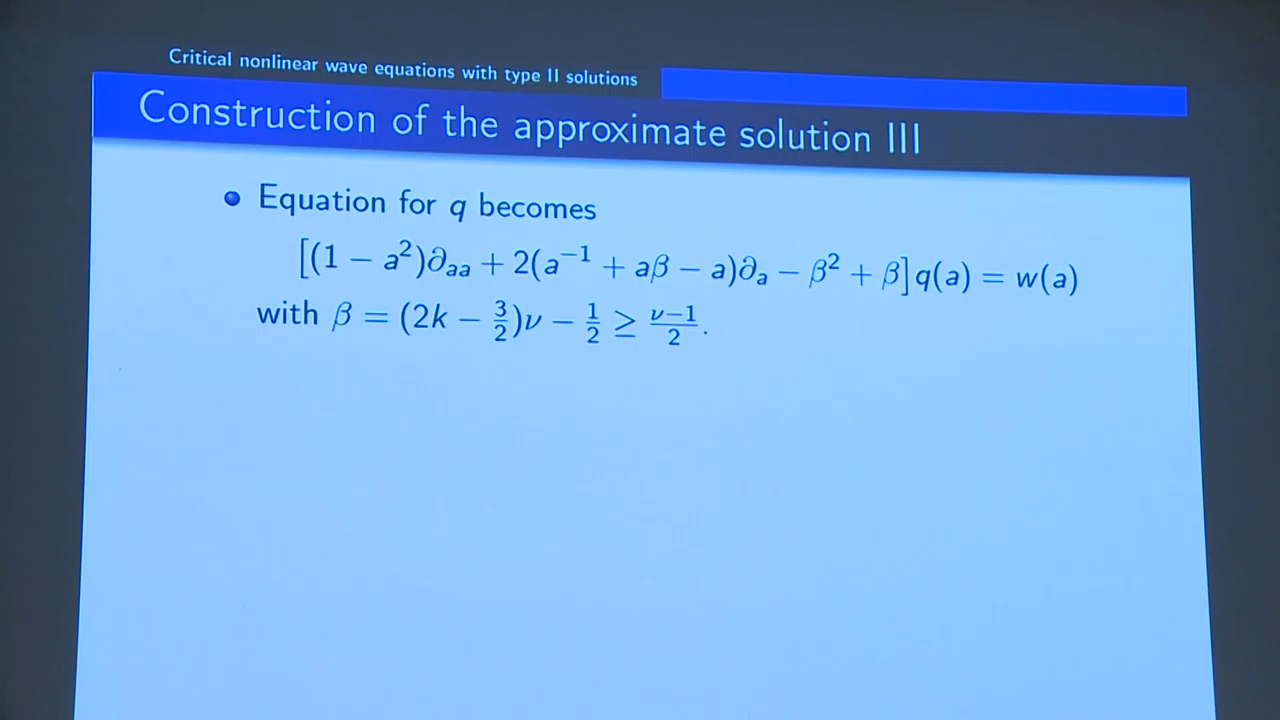 Critical nonlinear wave equations with type II solutions
Construction of the approximate solution III
Equation for q becomes
[(1 − a²)∂ₐₐ + 2(a⁻¹ + aβ − a)∂ₐ − β² + β]q(a) = w(a)
with β = (2k − 3/2)ν − 1/2 ≥ (ν−1)/2.